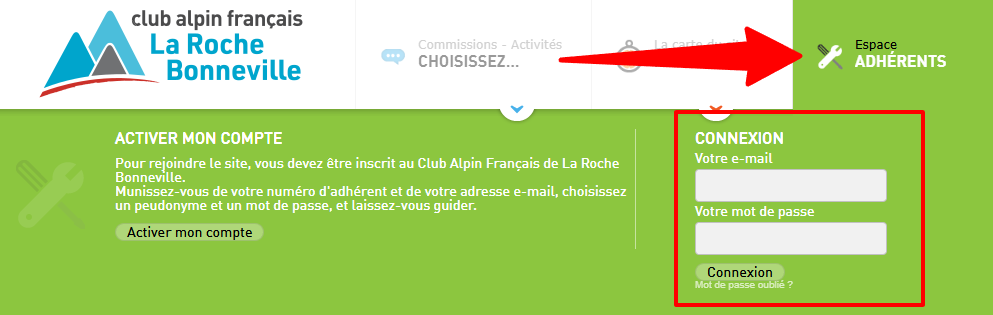 club alpin français
La Roche
Bonneville
Commissions - Activités
CHOISISSEZ...
La carte du
Espace
ADHÉRENTS
ACTIVER MON COMPTE
Pour rejoindre le site, vous devez être inscrit au Club Alpin Français de La Roche
Bonneville.
Munissez-vous de votre numéro d'adhérent et de votre adresse e-mail, choisissez
un peudonyme et un mot de passe, et laissez-vous guider.
Activer mon compte
CONNEXION
Votre e-mail
Votre mot de passe
Connexion
Mot de passe oublié ?